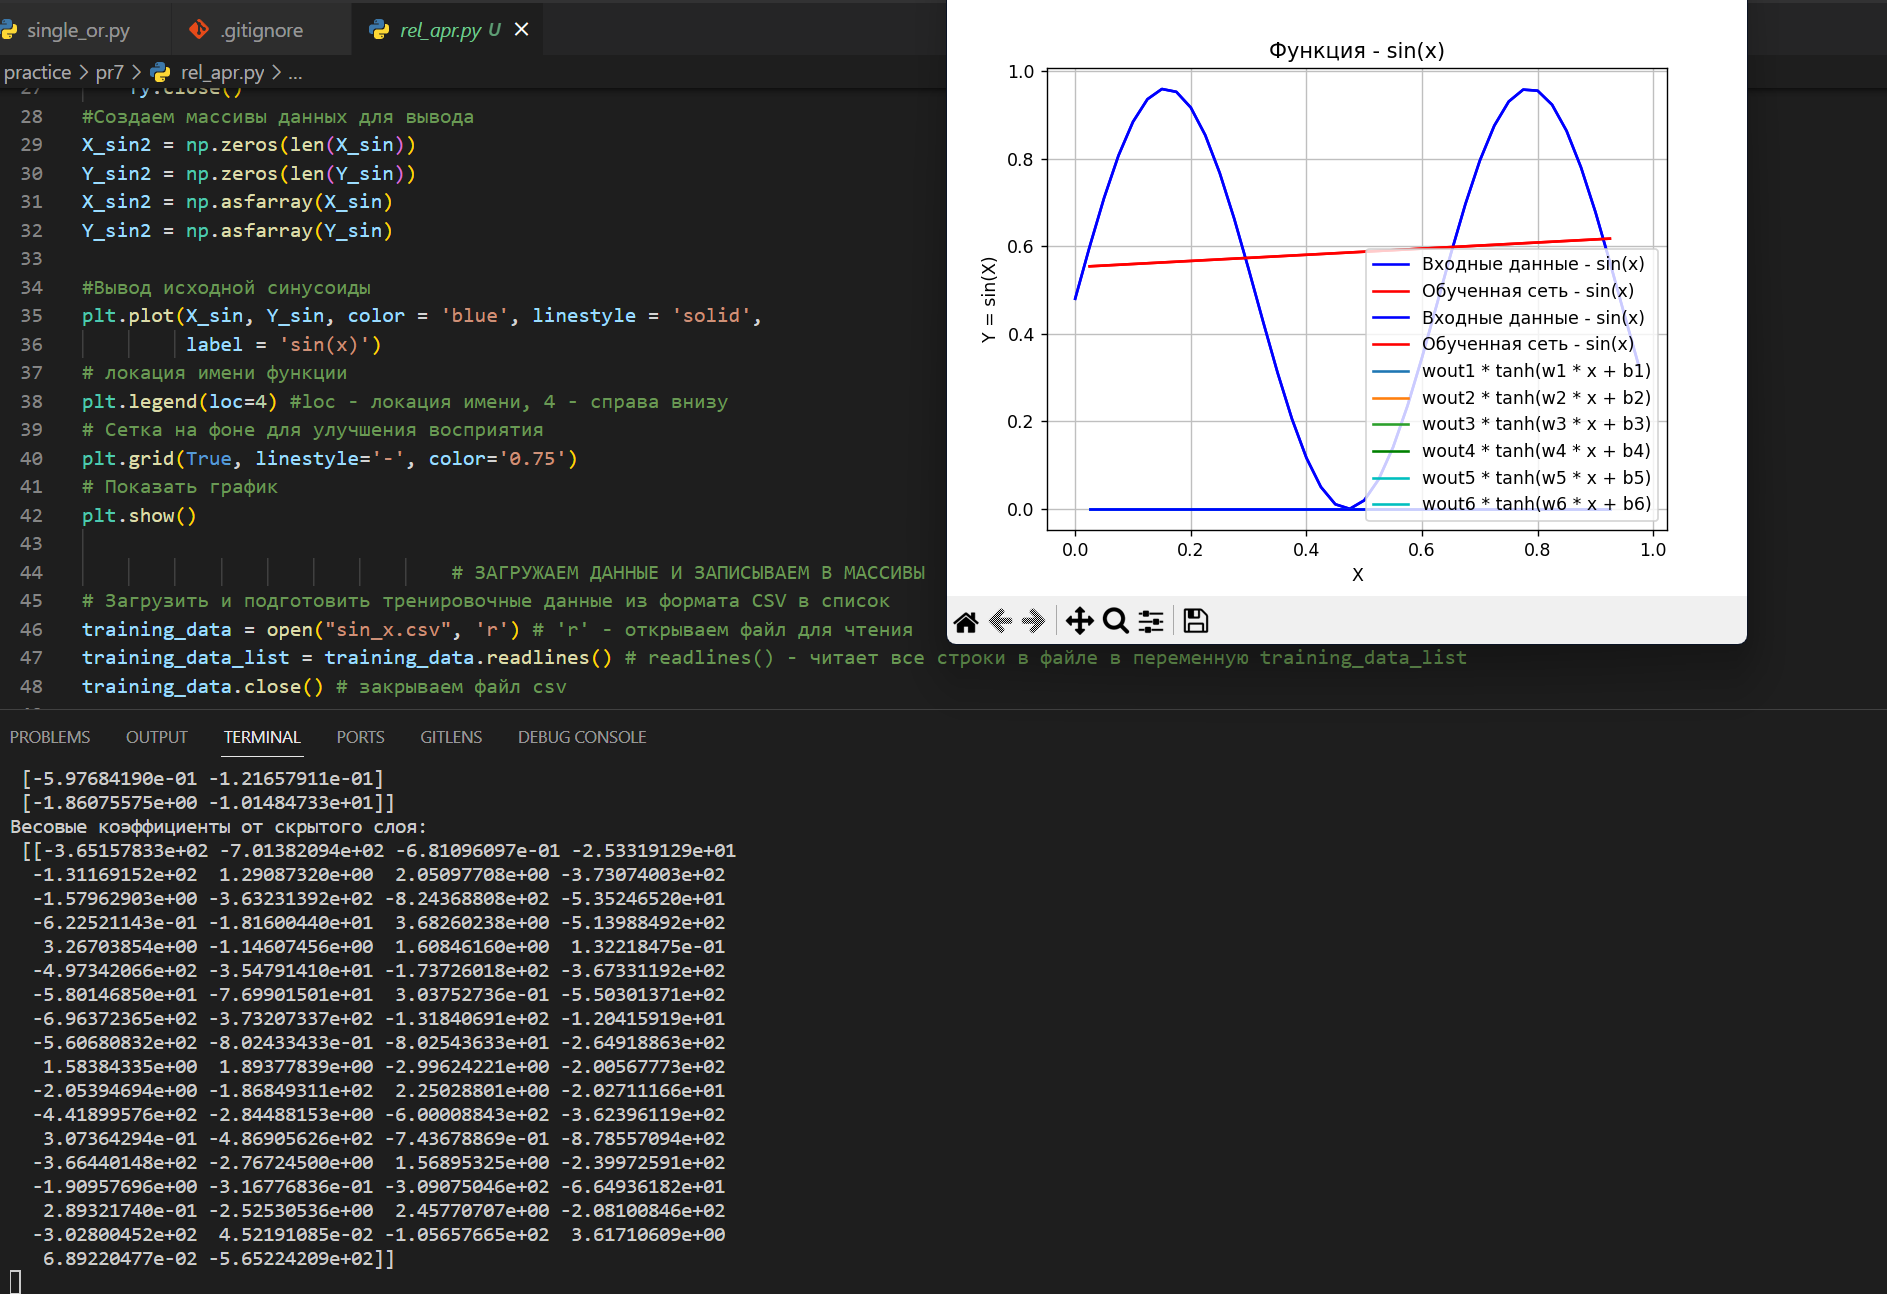 single_or.py
.gitignore
rel_apr.py U
practice > pr7 > rel_apr.py > ...
27 fy.close()
28 #Создаем массивы данных для вывода
29 X_sin2 = np.zeros(len(X_sin))
30 Y_sin2 = np.zeros(len(Y_sin))
31 X_sin2 = np.asfarray(X_sin)
32 Y_sin2 = np.asfarray(Y_sin)
33
34 #Вывод исходной синусоиды
35 plt.plot(X_sin, Y_sin, color = 'blue', linestyle = 'solid',
36 label = 'sin(x)')
37 # локация имени функции
38 plt.legend(loc=4) #loc - локация имени, 4 - справа внизу
39 # Сетка на фоне для улучшения восприятия
40 plt.grid(True, linestyle='-', color='0.75')
41 # Показать график
42 plt.show()
43
44 # ЗАГРУЖАЕМ ДАННЫЕ И ЗАПИСЫВАЕМ В МАССИВЫ
45 # Загрузить и подготовить тренировочные данные из формата CSV в список
46 training_data = open("sin_x.csv", 'r') # 'r' - открываем файл для чтения
47 training_data_list = training_data.readlines() # readlines() - читает все строки в файле в переменную training_data_list
48 training_data.close() # закрываем файл csv
Функция - sin(x)
1.0
0.8
0.6
0.4
0.2
0.0
Y = sin(X)
Входные данные - sin(x)
Обученная сеть - sin(x)
Входные данные - sin(x)
Обученная сеть - sin(x)
wout1 * tanh(w1 * x + b1)
wout2 * tanh(w2 * x + b2)
wout3 * tanh(w3 * x + b3)
wout4 * tanh(w4 * x + b4)
wout5 * tanh(w5 * x + b5)
wout6 * tanh(w6 * x + b6)
0.0 0.2 0.4 0.6 0.8 1.0
X
PROBLEMS OUTPUT TERMINAL PORTS GITLENS DEBUG CONSOLE
[-5.97684190e-01 -1.21657911e-01]
[-1.86075575e+00 -1.01484733e+01]]
Весовые коэффициенты от скрытого слоя:
[[-3.65157833e+02 -7.01382094e+02 -6.81096097e-01 -2.53319129e+01
-1.31169152e+02 1.29087320e+00 2.05097708e+00 -3.73074003e+02
-1.57962903e+00 -3.63231392e+02 -8.24368808e+02 -5.35246520e+01
-6.22521143e-01 -1.81600440e+01 3.68260238e+00 -5.13988492e+02
3.26703854e+00 -1.14607456e+00 1.60846160e+00 1.32218475e-01
-4.97342066e+02 -3.54791410e+01 -1.73726018e+02 -3.67331192e+02
-5.80146850e+01 -7.69901501e+01 3.03752736e-01 -5.50301371e+02
-6.96372365e+02 -3.73207337e+02 -1.31840691e+02 -1.20415919e+01
-5.60680832e+02 -8.02433433e-01 -8.02543633e+01 -2.64918863e+02
1.58384335e+00 1.89377839e+00 -2.99624221e+00 -2.00567773e+02
-2.05394694e+00 -1.86849311e+02 2.25028801e+00 -2.02711166e+01
-4.41899576e+02 -2.84488153e+00 -6.00008843e+02 -3.62396119e+02
3.07364294e-01 -4.86905626e+02 -7.43678869e-01 -8.78557094e+02
-3.66440148e+02 -2.76724500e+00 1.56895325e+00 -2.39972591e+02
-1.90957696e+00 -3.16776836e-01 -3.09075046e+02 -6.64936182e+01
2.89321740e-01 -2.52530536e+00 2.45770707e+00 -2.08100846e+02
-3.02800452e+02 4.52191085e-02 -1.05657665e+02 3.61710609e+00
6.89220477e-02 -5.65224209e+02]]